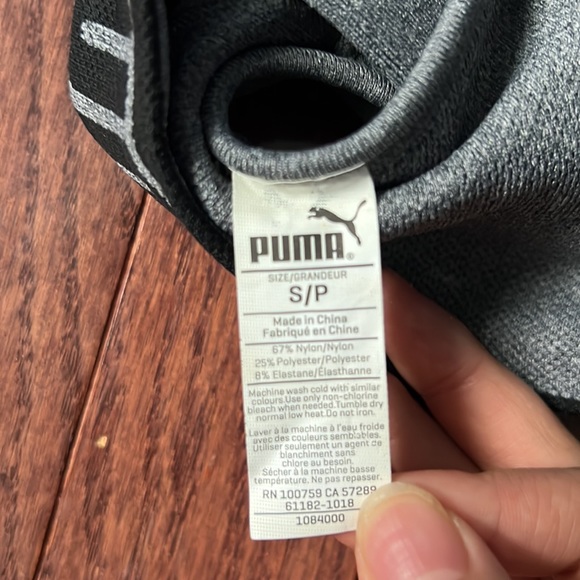 PUMA®
SIZE/GRANDEUR
S/P
Made in China
Fabriqué en Chine
67% Nylon/Nylon
25% Polyester/Polyester
8% Elastane/Élasthanne
Machine wash cold with similar
colours.Use only non-chlorine
bleach when needed.Tumble dry
normal low heat.Do not iron.
Laver à la machine à l'eau froide
avec des couleurs semblables.
Utiliser seulement un agent de
blanchiment sans
chlore au besoin.
Sécher à la machine basse
température. Ne pas repasser.
RN 100759 CA 57289
61182-1018
1084000